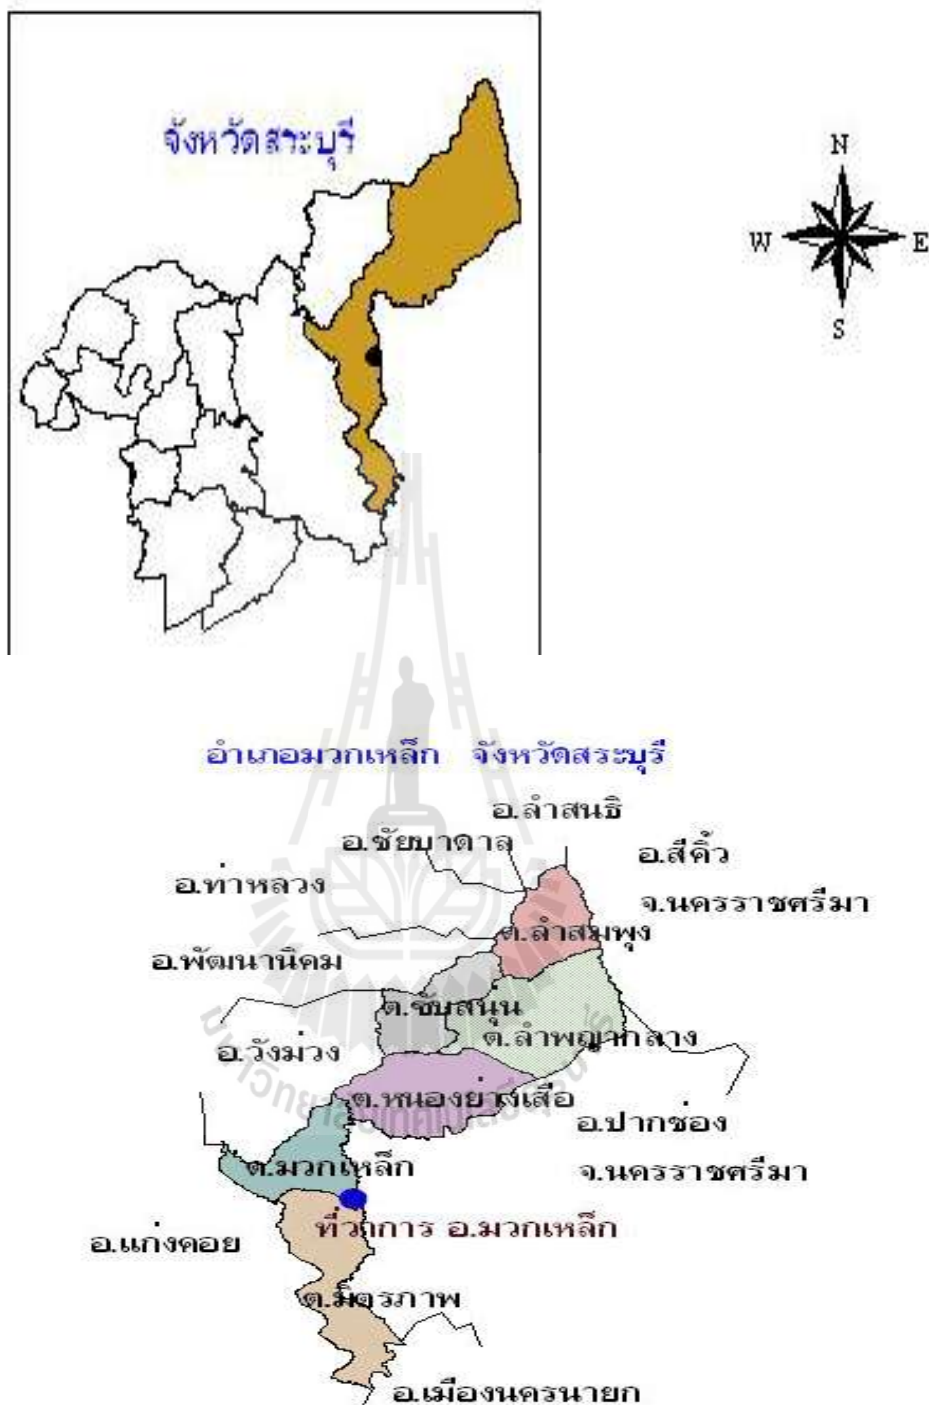 จังหวัดสระบุรี
N
W E
S
อำเภอมวกเหล็ก จังหวัดสระบุรี
อ.ลำสนธิ
อ.ชัยบาดาล
อ.สีคิ้ว
อ.ท่าหลวง
จ.นครราชศรีมา
ต.ลำสมพุง
อ.พัฒนานิคม
ต.ซับสนุ่น
ต.ลำพญากลาง
อ.วังม่วง
ต.หนองย่างเสือ
อ.ปากช่อง
ต.มวกเหล็ก
จ.นครราชศรีมา
ที่ว่าการ อ.มวกเหล็ก
อ.แก่งคอย
ต.มิตรภาพ
อ.เมืองนครนายก